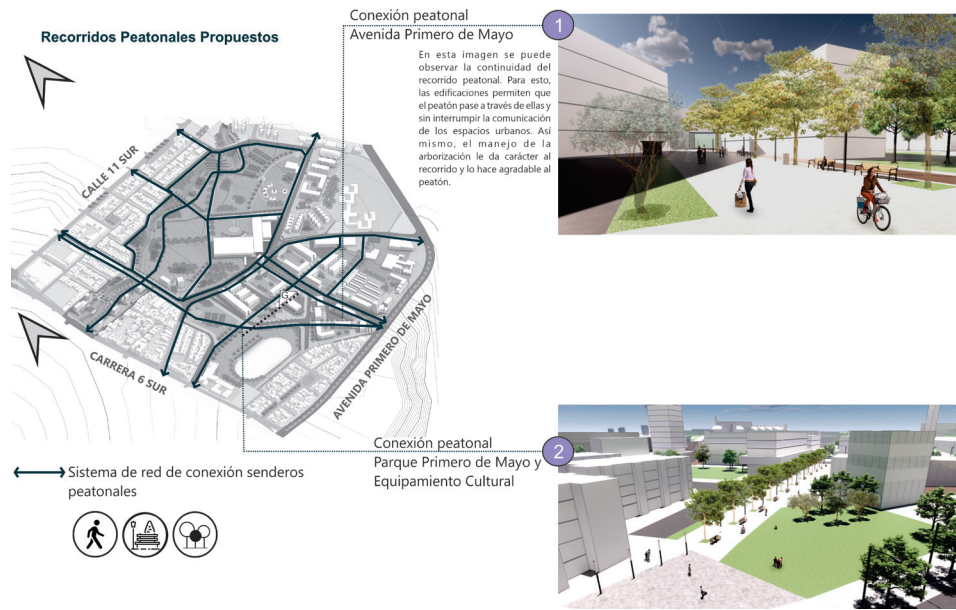 Recorridos Peatonales Propuestos
Conexión peatonal
Avenida Primero de Mayo
1
En esta imagen se puede
observar la continuidad del
recorrido peatonal. Para esto,
las edificaciones permiten que
el peatón pase a través de ellas y
sin interrumpir la comunicación
de los espacios urbanos. Así
mismo, el manejo de la
arborización le da carácter al
recorrido y lo hace agradable al
peatón.
CALLE 11 SUR
G
CARRERA 6 SUR
AVENIDA PRIMERO DE MAYO
Conexión peatonal
Parque Primero de Mayo y
Equipamiento Cultural
2
Sistema de red de conexión senderos
peatonales